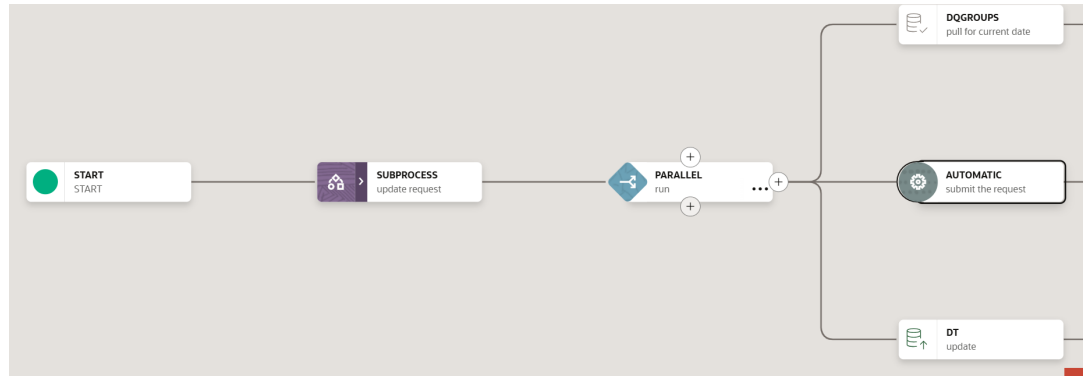 START
START
SUBPROCESS
update request
PARALLEL
run
DQGROUPS
pull for current date
AUTOMATIC
submit the request
DT
update